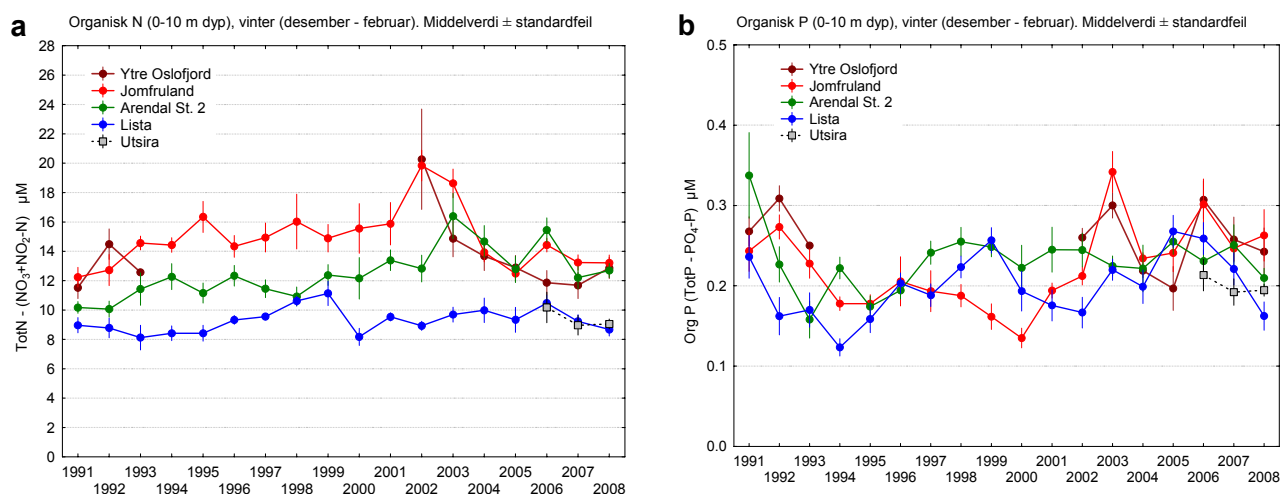 a
Organisk N (0-10 m dyp), vinter (desember - februar). Middelverdi ± standardfeil
TotN - (NO3+NO2-N) µM
28
26
24
22
20
18
16
14
12
10
8
6
4
2
0
Ytre Oslofjord
Jomfruland
Arendal St. 2
Lista
Utsira
1991 1993 1995 1997 1999 2001 2003 2005 2007
1992 1994 1996 1998 2000 2002 2004 2006 2008
b
Organisk P (0-10 m dyp), vinter (desember - februar). Middelverdi ± standardfeil
Org P (TotP - PO4-P) µM
0.5
0.4
0.3
0.2
0.1
0.0
Ytre Oslofjord
Jomfruland
Arendal St. 2
Lista
Utsira
1991 1993 1995 1997 1999 2001 2003 2005 2007
1992 1994 1996 1998 2000 2002 2004 2006 2008